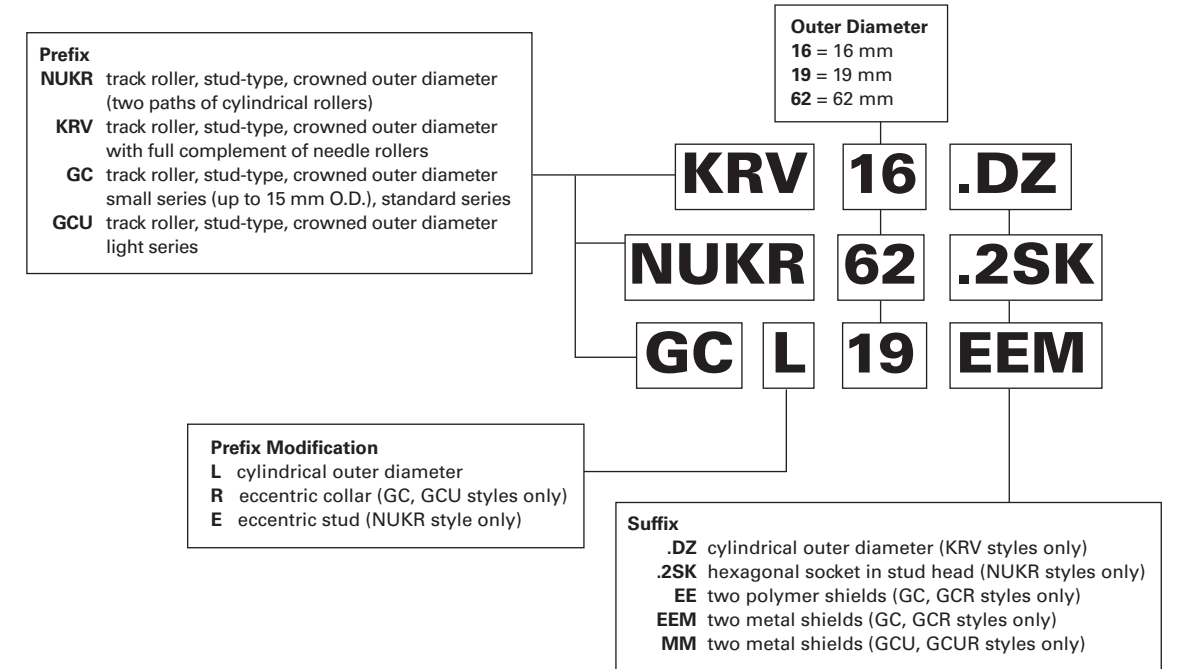 Outer Diameter
16 = 16 mm
19 = 19 mm
62 = 62 mm
Prefix
NUKR track roller, stud-type, crowned outer diameter
(two paths of cylindrical rollers)
KRV track roller, stud-type, crowned outer diameter
with full complement of needle rollers
GC track roller, stud-type, crowned outer diameter
small series (up to 15 mm O.D.), standard series
GCU track roller, stud-type, crowned outer diameter
light series
KRV 16 .DZ
NUKR 62 .2SK
GC L 19 EEM
Prefix Modification
L cylindrical outer diameter
R eccentric collar (GC, GCU styles only)
E eccentric stud (NUKR style only)
Suffix
.DZ cylindrical outer diameter (KRV styles only)
.2SK hexagonal socket in stud head (NUKR styles only)
EE two polymer shields (GC, GCR styles only)
EEM two metal shields (GC, GCR styles only)
MM two metal shields (GCU, GCUR styles only)